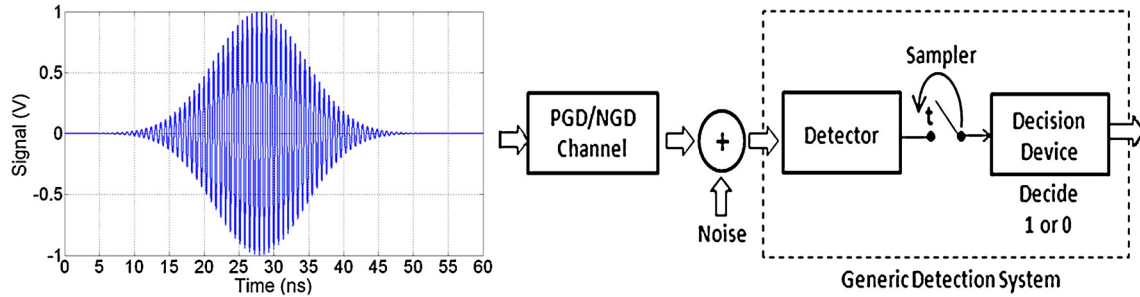 1
0.5
0
-0.5
-1
Signal (V)
0 5 10 15 20 25 30 35 40 45 50 55 60
Time (ns)
PGD/NGD
Channel
+
Noise
Detector
Sampler
t
Decision
Device
Decide
1 or 0
Generic Detection System